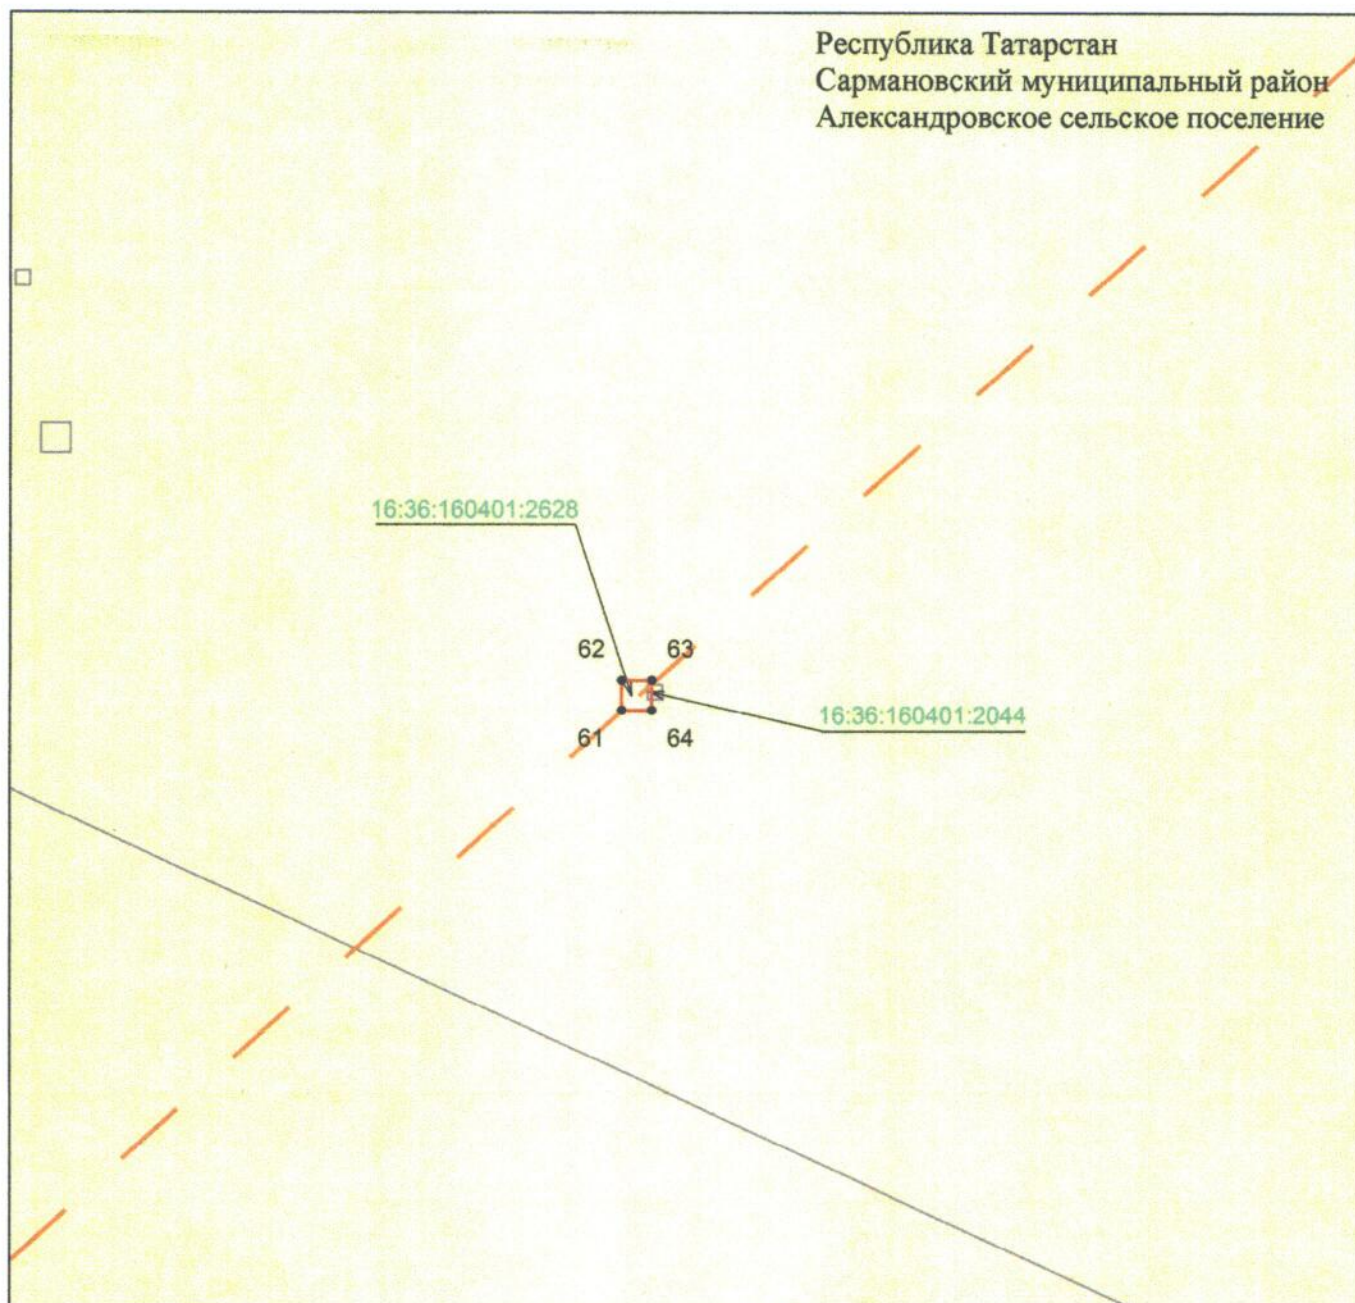 Республика Татарстан
Сармановский муниципальный район
Александровское сельское поселение
16:36:160401:2628
62 63
16:36:160401:2044
61 64